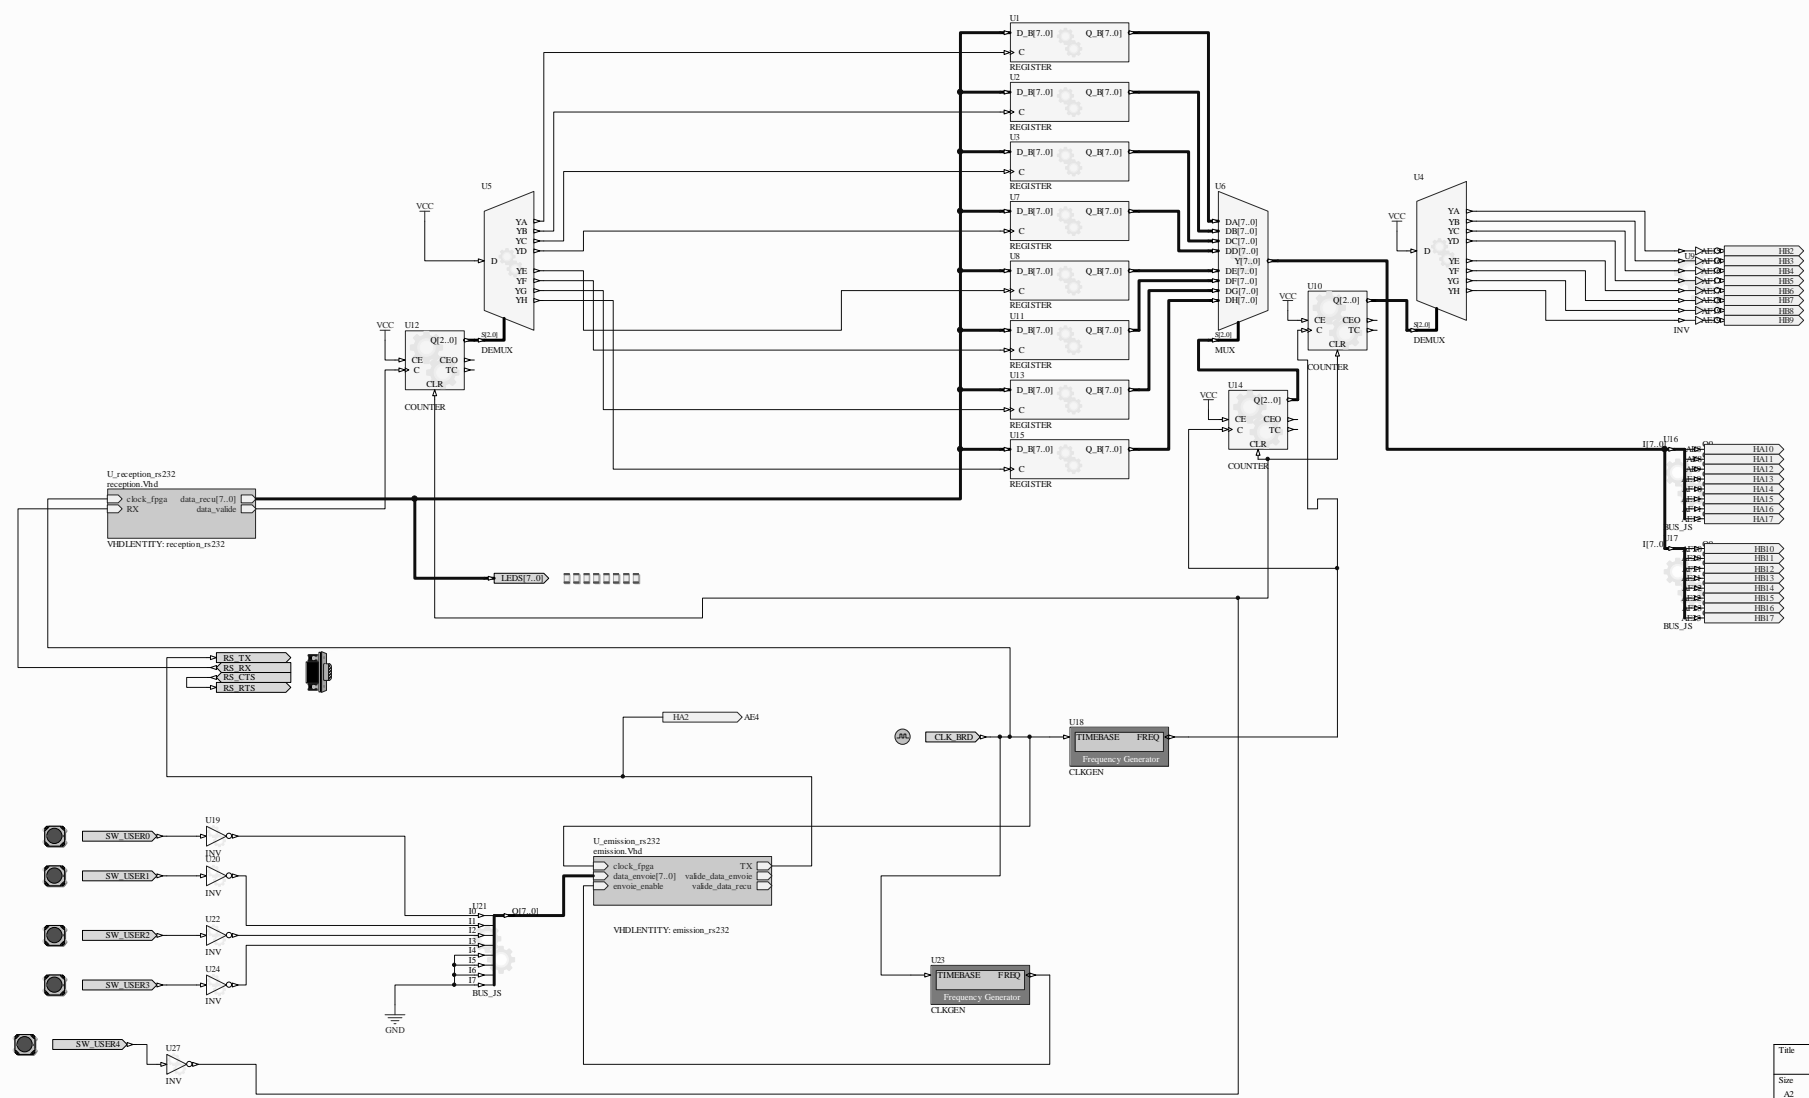 U1
D_B[7..0] Q_B[7..0]
C
REGISTER
U2
D_B[7..0] Q_B[7..0]
C
REGISTER
U3
D_B[7..0] Q_B[7..0]
C
REGISTER
U7
D_B[7..0] Q_B[7..0]
C
REGISTER
U8
D_B[7..0] Q_B[7..0]
C
REGISTER
U11
D_B[7..0] Q_B[7..0]
C
REGISTER
U13
D_B[7..0] Q_B[7..0]
C
REGISTER
U15
D_B[7..0] Q_B[7..0]
C
REGISTER
U5
VCC
YA
YB
YC
YD
D
YE
YF
YG
YH
S[2..0]
DEMUX
VCC
U12
Q[2..0]
CE CEO
C TC
CLR
COUNTER
U6
DA[7..0]
DB[7..0]
DC[7..0]
DD[7..0]
Y[7..0]
DE[7..0]
DF[7..0]
DG[7..0]
DH[7..0]
S[2..0]
MUX
VCC
U10
Q[2..0]
CE CEO
C TC
CLR
COUNTER
VCC
U14
Q[2..0]
CE CEO
C TC
CLR
COUNTER
U4
VCC
YA
YB
YC
YD
D
YE
YF
YG
YH
S[2..0]
DEMUX
U9
INV
HB2
HB3
HB4
HB5
HB6
HB7
HB8
HB9
U16
I[7..0]
HA10
HA11
HA12
HA13
HA14
HA15
HA16
HA17
BUS_JS
U17
HB10
HB11
HB12
HB13
HB14
HB15
HB16
HB17
BUS_JS
U_reception_rs232
reception.Vhd
clock_fpga data_recu[7..0]
RX data_valide
VHDLENTITY: reception_rs232
LEDS[7..0]
RS_TX
RS_RX
RS_CTS
RS_RTS
HA2 AE4
CLK_BRD
U18
TIMEBASE FREQ
Frequency Generator
CLKGEN
SW_USER0
U19
INV
SW_USER1
U20
INV
SW_USER2
U22
INV
SW_USER3
U24
INV
SW_USER4
U27
INV
U21
I0 O[7..0]
I1
I2
I3
I4
I5
I6
I7
BUS_JS
GND
U_emission_rs232
emission.Vhd
clock_fpga TX
data_envoie[7..0] valide_data_envoie
envoie_enable valide_data_recu
VHDLENTITY: emission_rs232
U23
TIMEBASE FREQ
Frequency Generator
CLKGEN
Title
Size
A2